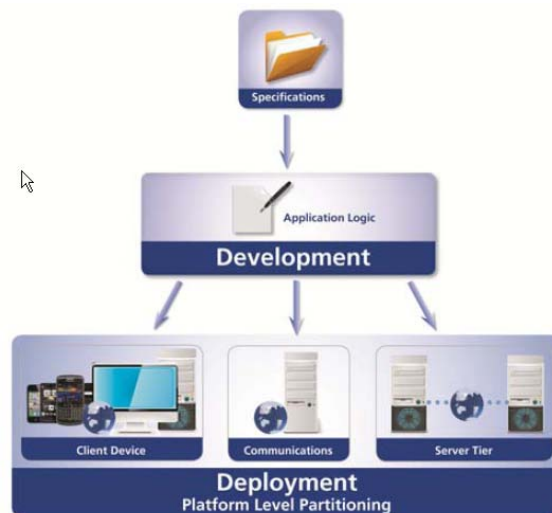 Specifications
Application Logic
Development
Client Device
Communications
Server Tier
Deployment
Platform Level Partitioning